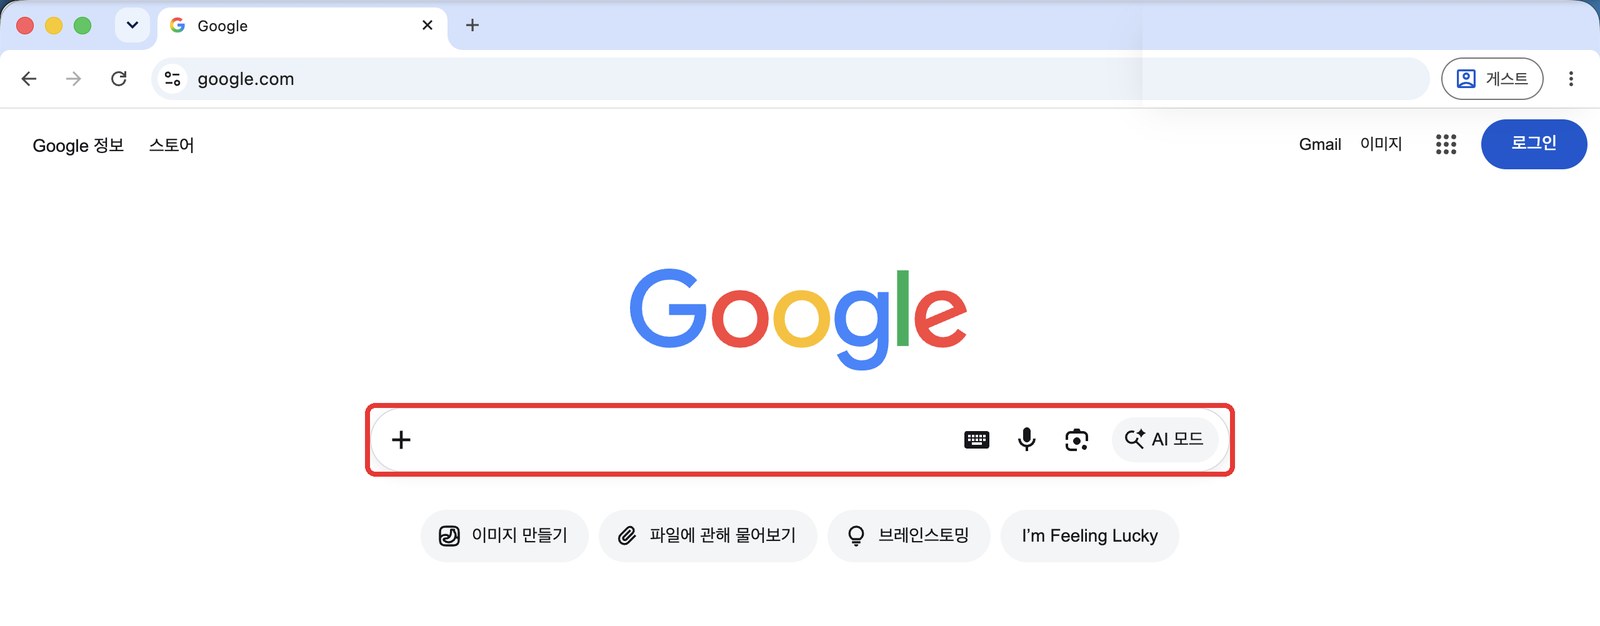 Google
google.com
게스트
Google 정보 스토어
Gmail 이미지 로그인
Google
AI 모드
이미지 만들기 파일에 관해 물어보기 브레인스토밍 I'm Feeling Lucky